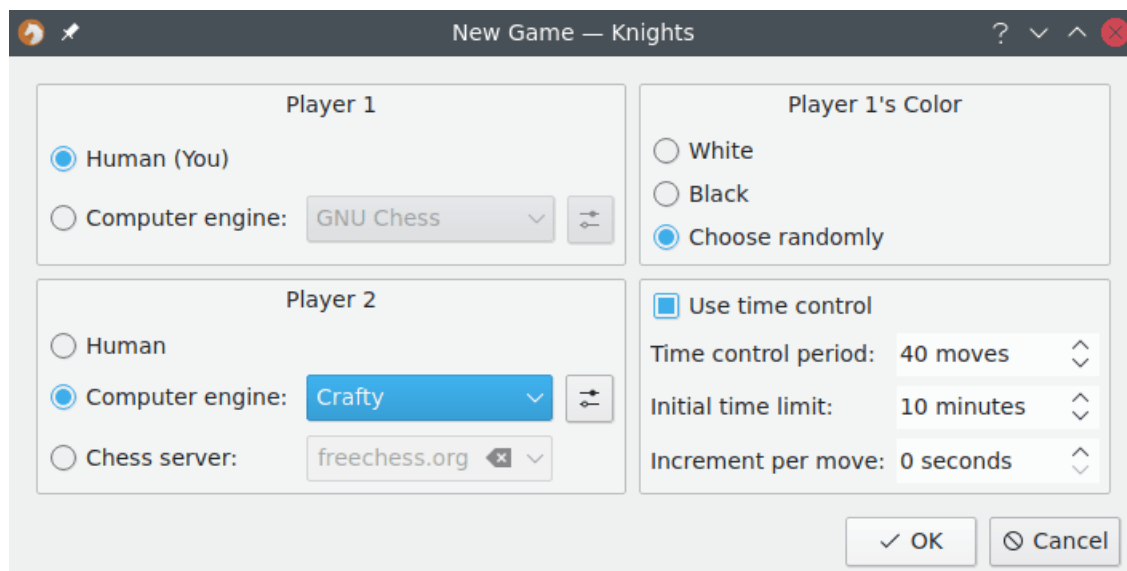 New Game — Knights
Player 1
Human (You)
Computer engine: GNU Chess
Player 1's Color
White
Black
Choose randomly
Player 2
Human
Computer engine: Crafty
Chess server: freechess.org
Use time control
Time control period: 40 moves
Initial time limit: 10 minutes
Increment per move: 0 seconds
OK
Cancel